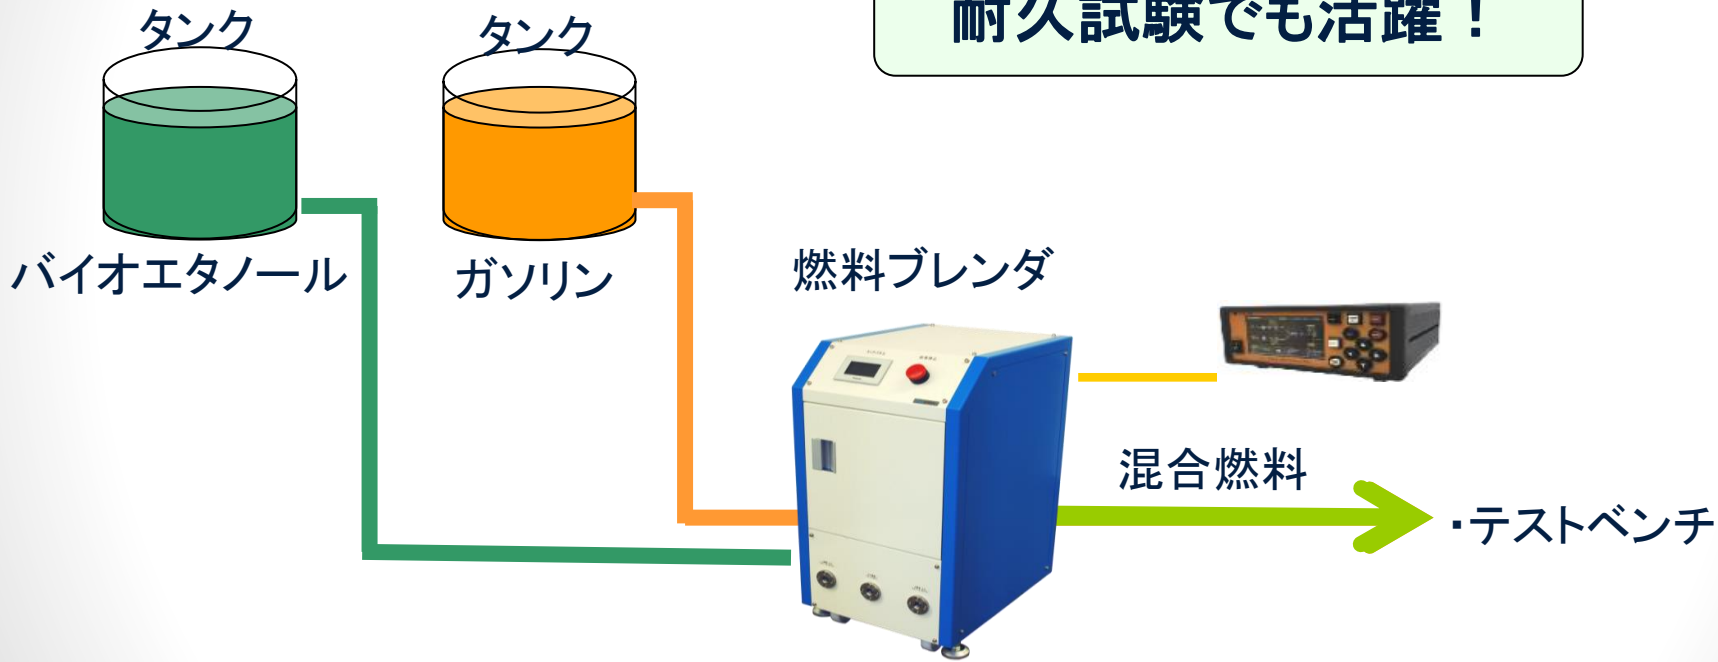 タンク
タンク
耐久試験でも活躍！
バイオエタノール
ガソリン
燃料ブレンダ
混合燃料
・テストベンチ